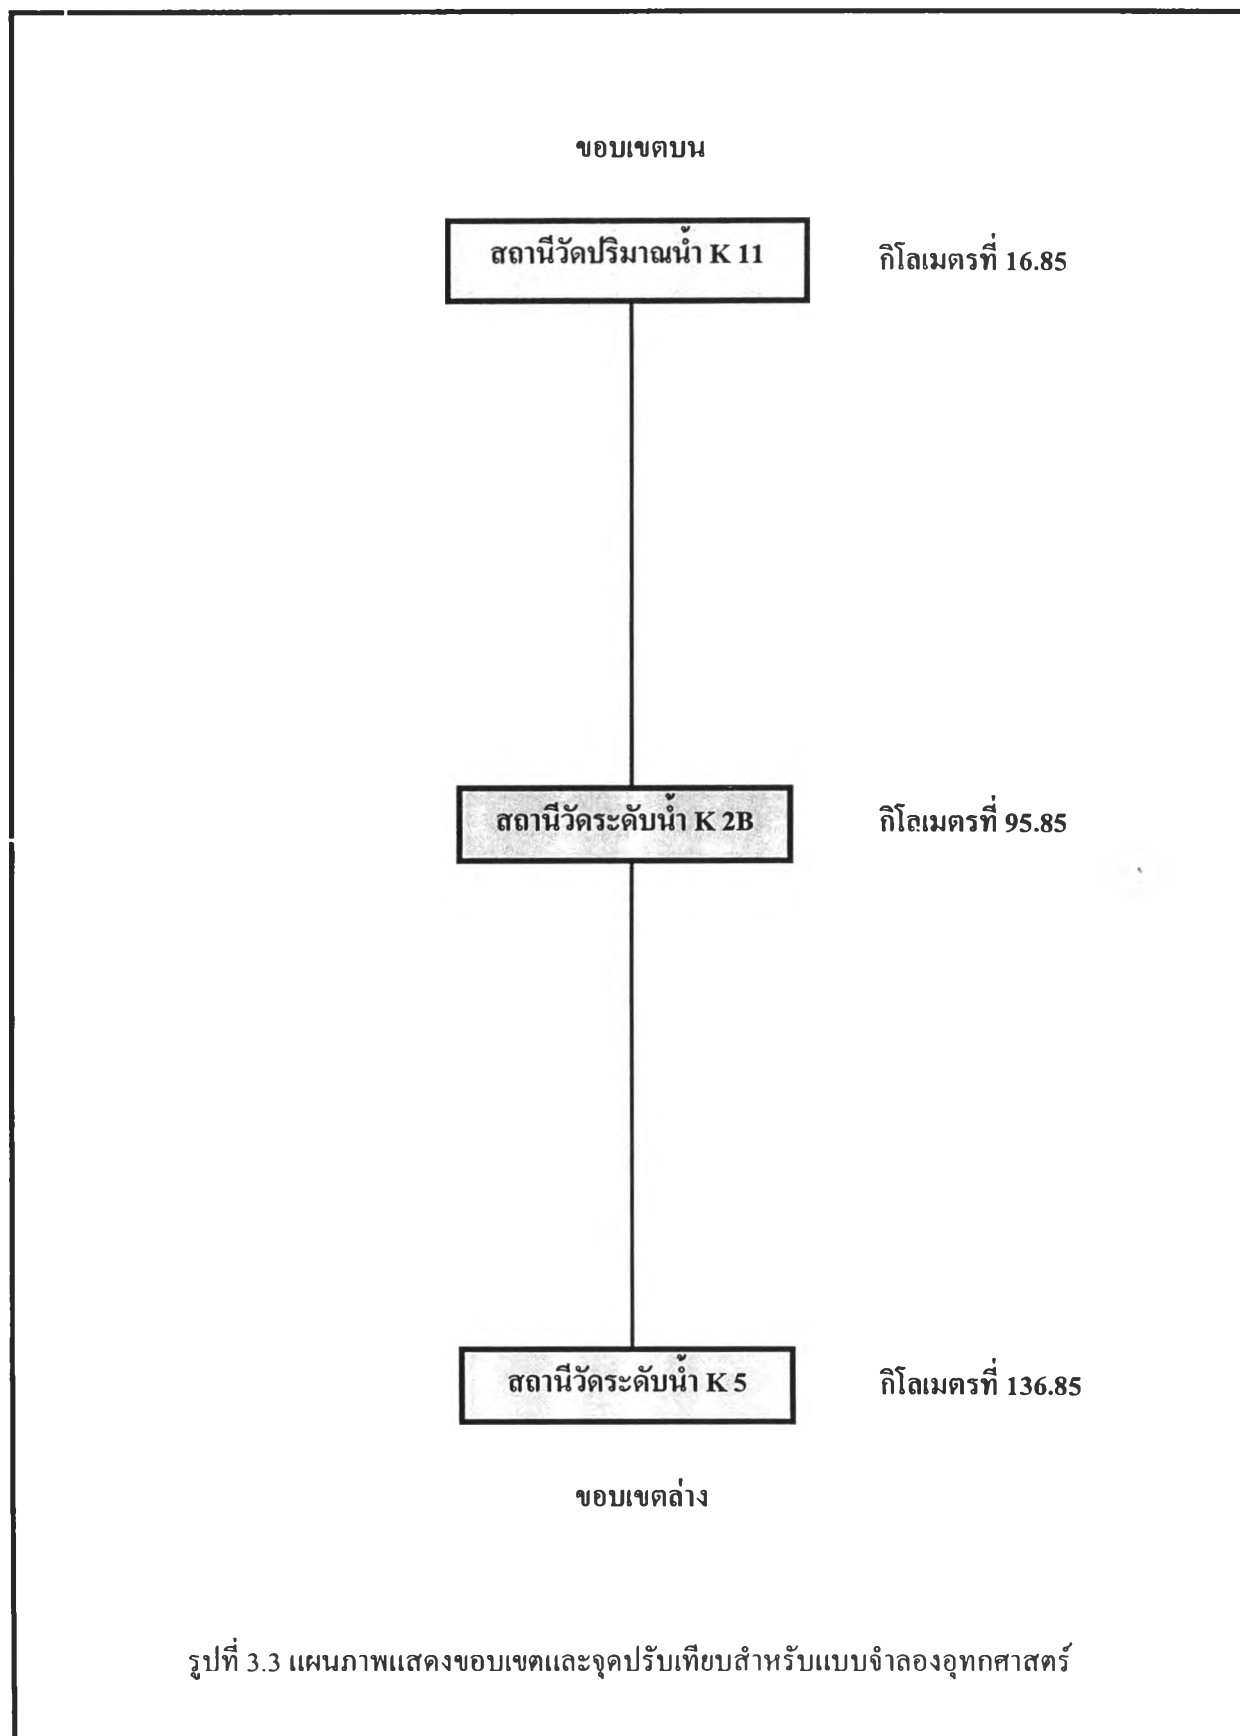 ขอบเขตบน
สถานีวัดปริมาณน้ำ K 11
กิโลเมตรที่ 16.85
สถานีวัดระดับน้ำ K 2B
กิโลเมตรที่ 95.85
สถานีวัดระดับน้ำ K 5
กิโลเมตรที่ 136.85
ขอบเขตล่าง
รูปที่ 3.3 แผนภาพแสดงขอบเขตและจุดปรับเทียบสำหรับแบบจำลองอุทกศาสตร์